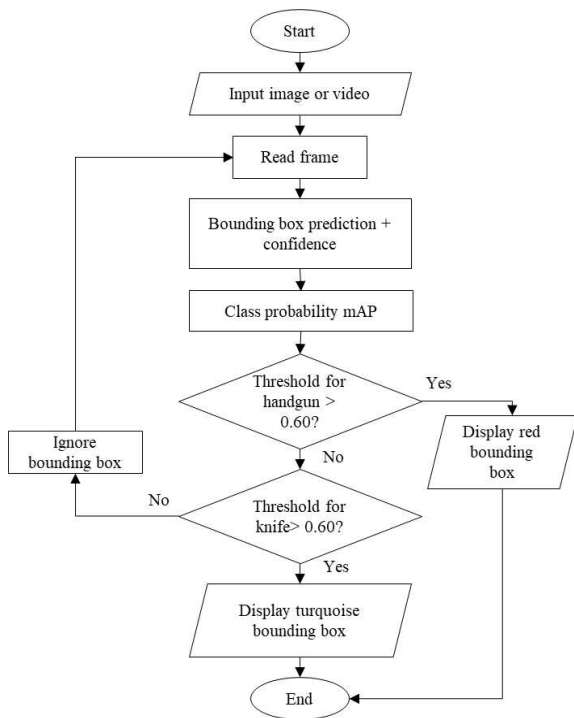 Start
Input image or video
Read frame
Bounding box prediction +
confidence
Class probability mAP
Threshold for
handgun >
0.60?
Yes
Display red
bounding
box
No
Ignore
bounding box
No
Threshold for
knife> 0.60?
Yes
Display turquoise
bounding box
End